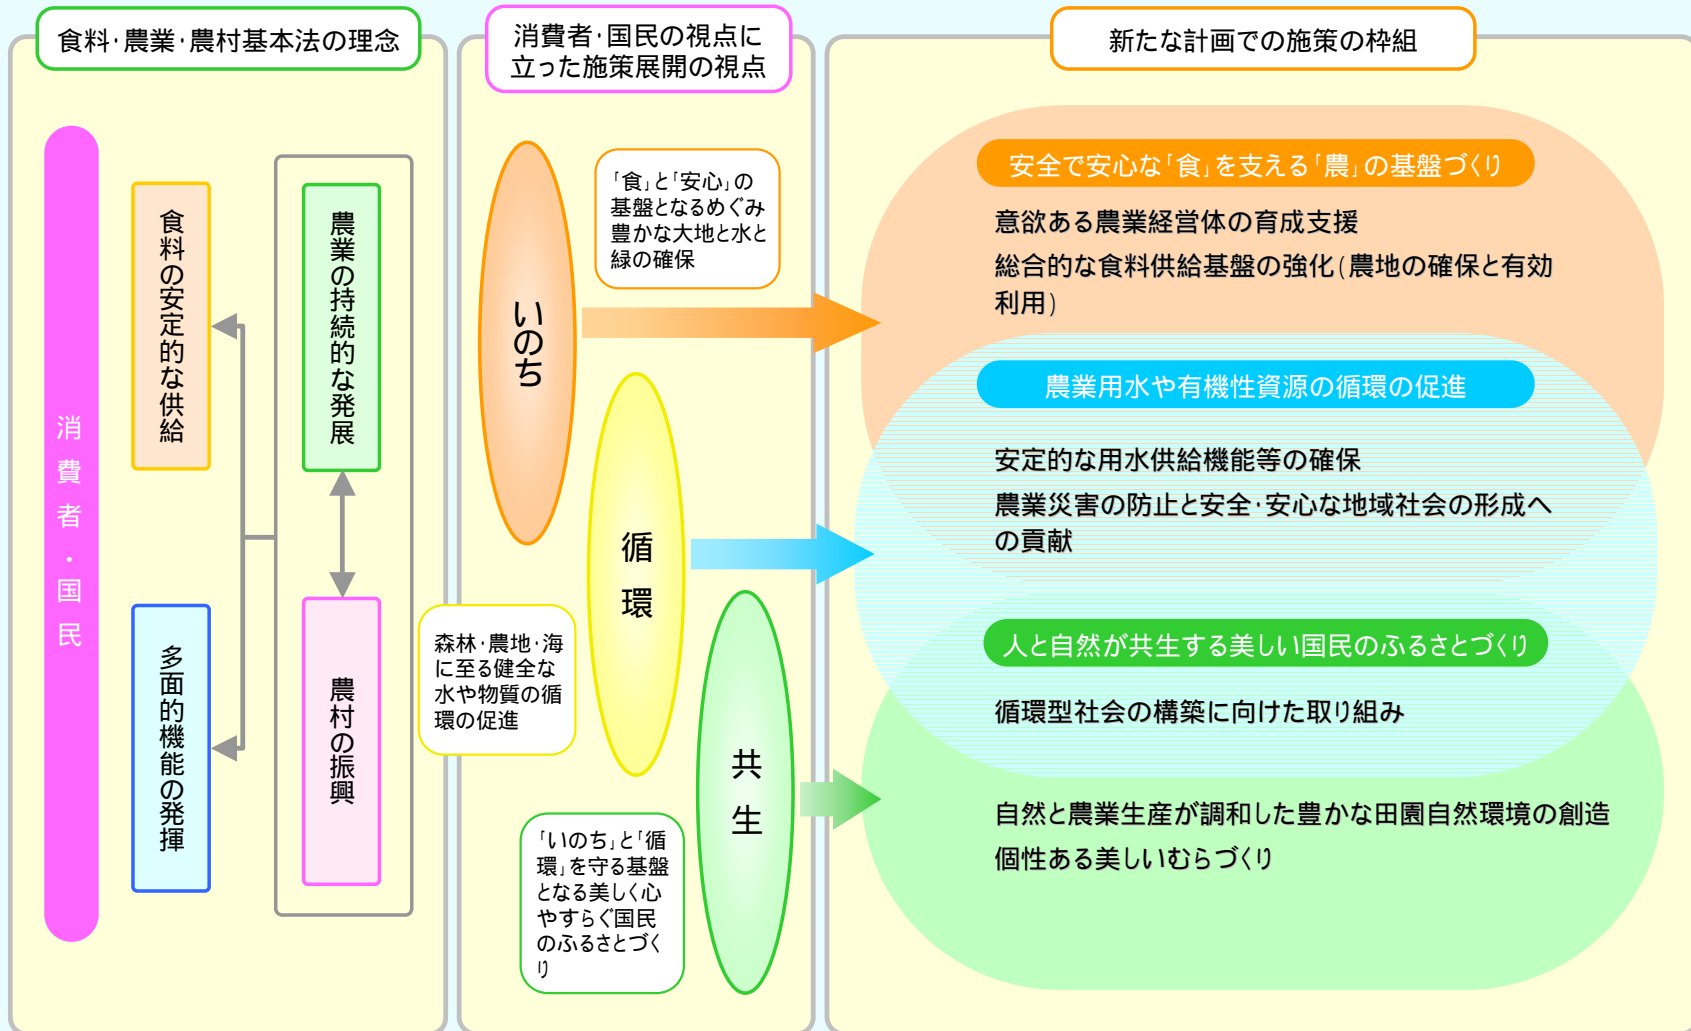 食料・農業・農村基本法の理念
消費者・国民
食料の安定的な供給
農業の持続的な発展
多面的機能の発揮
農村の振興
消費者・国民の視点に
立った施策展開の視点
いのち
「食」と「安心」の
基盤となるめぐみ
豊かな大地と水と
緑の確保
循環
森林・農地・海
に至る健全な
水や物質の循
環の促進
共生
「いのち」と「循
環」を守る基盤
となる美しく心
やすらぐ国民
のふるさとづく
り
新たな計画での施策の枠組
安全で安心な「食」を支える「農」の基盤づくり
意欲ある農業経営体の育成支援
総合的な食料供給基盤の強化(農地の確保と有効
利用)
農業用水や有機性資源の循環の促進
安定的な用水供給機能等の確保
農業災害の防止と安全・安心な地域社会の形成へ
の貢献
人と自然が共生する美しい国民のふるさとづくり
循環型社会の構築に向けた取り組み
自然と農業生産が調和した豊かな田園自然環境の創造
個性ある美しいむらづくり